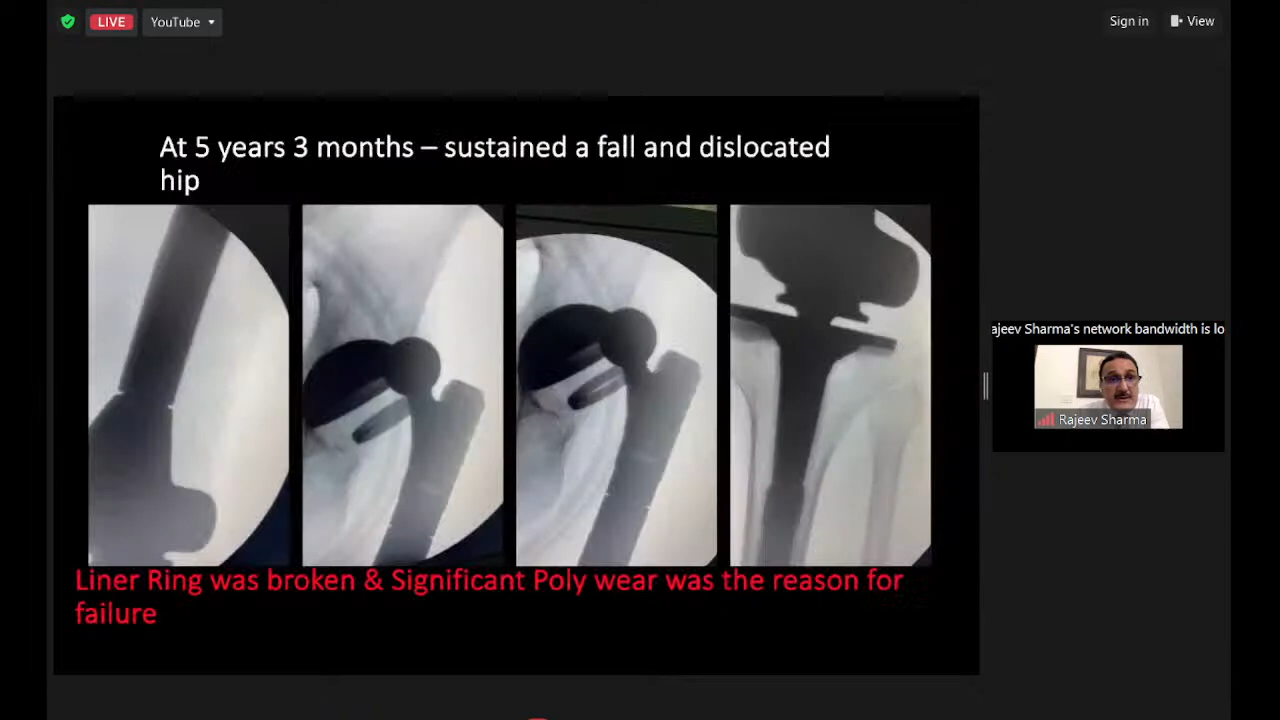 LIVE
YouTube
Sign in
View
At 5 years 3 months – sustained a fall and dislocated
hip
ajeev Sharma's network bandwidth is lo
Rajeev Sharma
Liner Ring was broken & Significant Poly wear was the reason for
failure